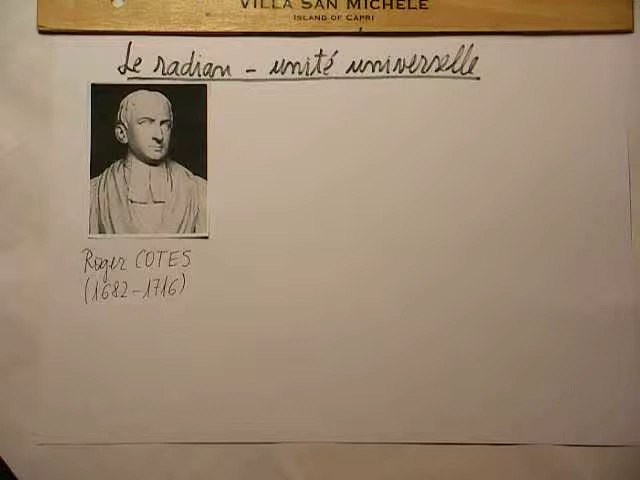 VILLA SAN MICHELE
ISLAND OF CAPRI
Le radian - unité universelle
Roger COTES
(1682-1716)